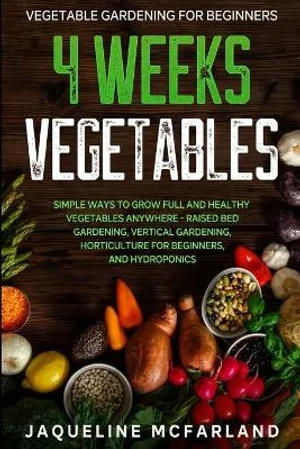 VEGETABLE GARDENING FOR BEGINNERS
4 WEEKS
VEGETABLES
SIMPLE WAYS TO GROW FULL AND HEALTHY
VEGETABLES ANYWHERE - RAISED BED
GARDENING, VERTICAL GARDENING,
HORTICULTURE FOR BEGINNERS,
AND HYDROPONICS
JAQUELINE MCFARLAND